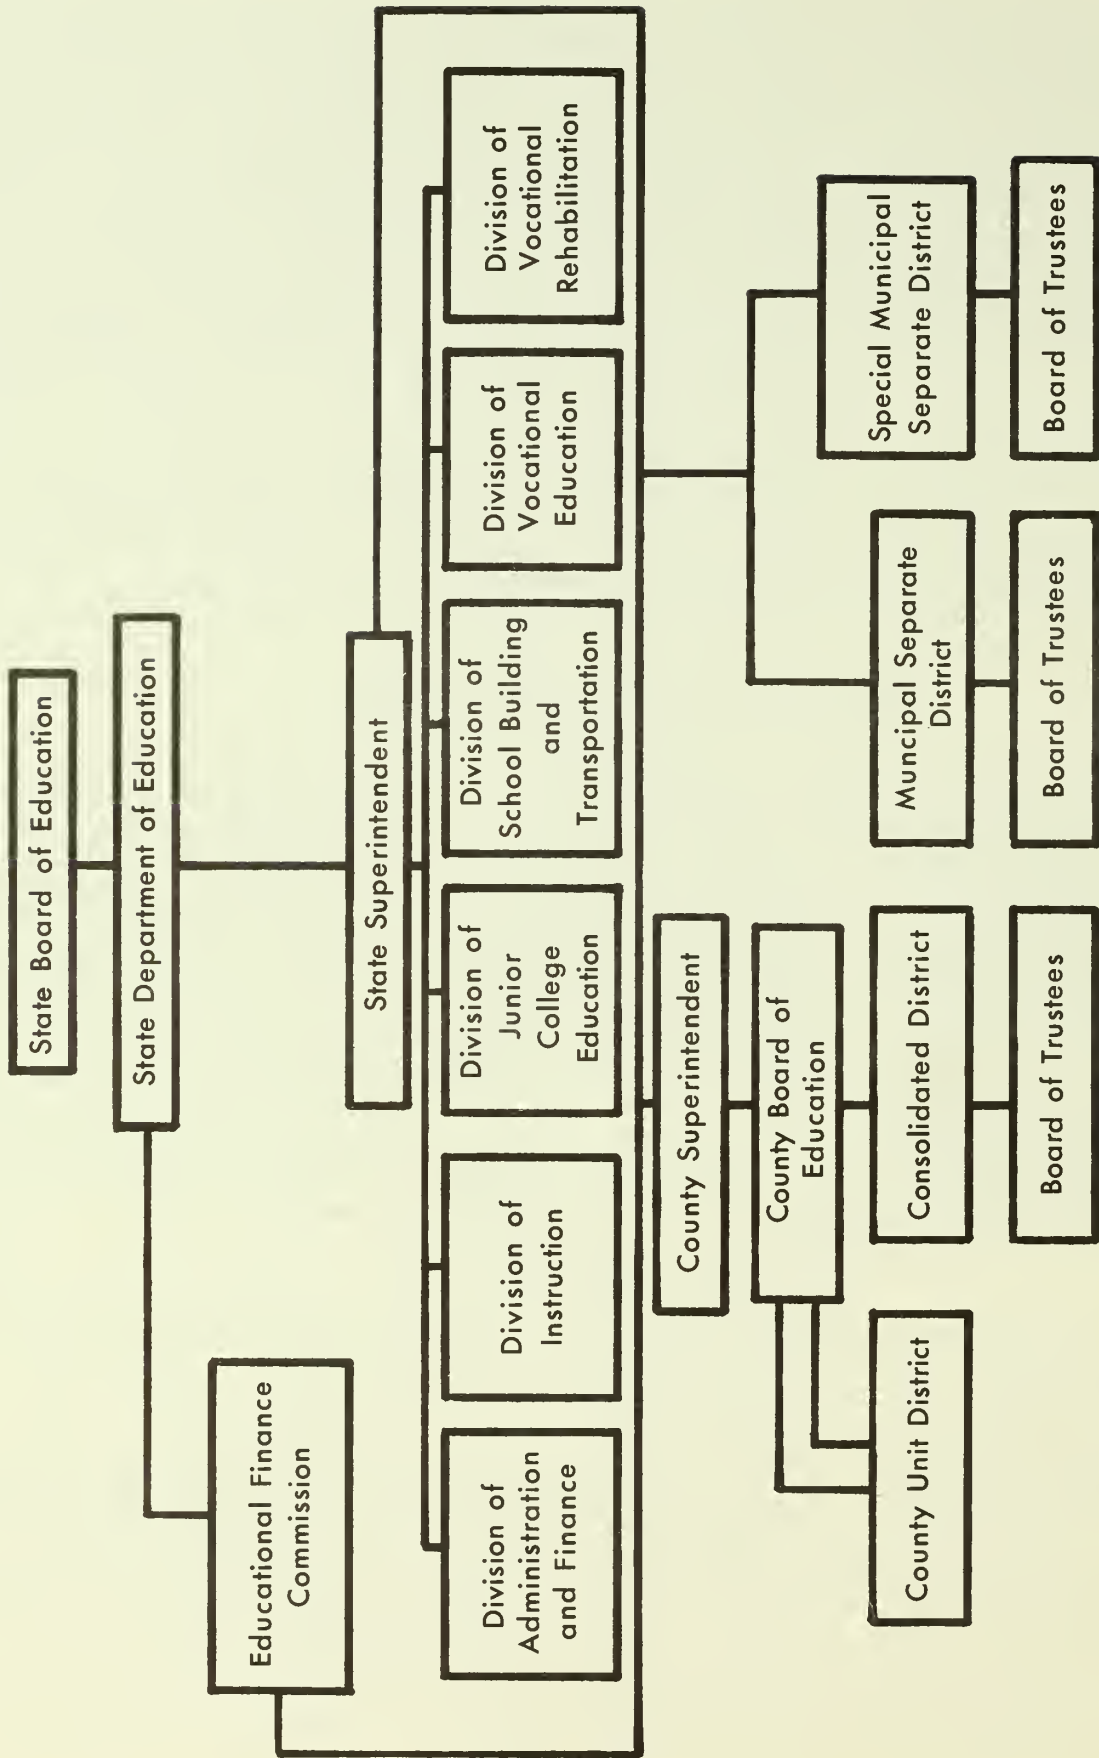 State Board of Education
State Department of Education
Educational Finance
Commission
State Superintendent
Division of
Administration
and Finance
Division of
Instruction
Division of
Junior
College
Education
Division of
School Building
and
Transportation
Division of
Vocational
Education
Division of
Vocational
Rehabilitation
County Superintendent
County Board of
Education
County Unit District
Consolidated District
Muncipal Separate
District
Special Municipal
Separate District
Board of Trustees
Board of Trustees
Board of Trustees